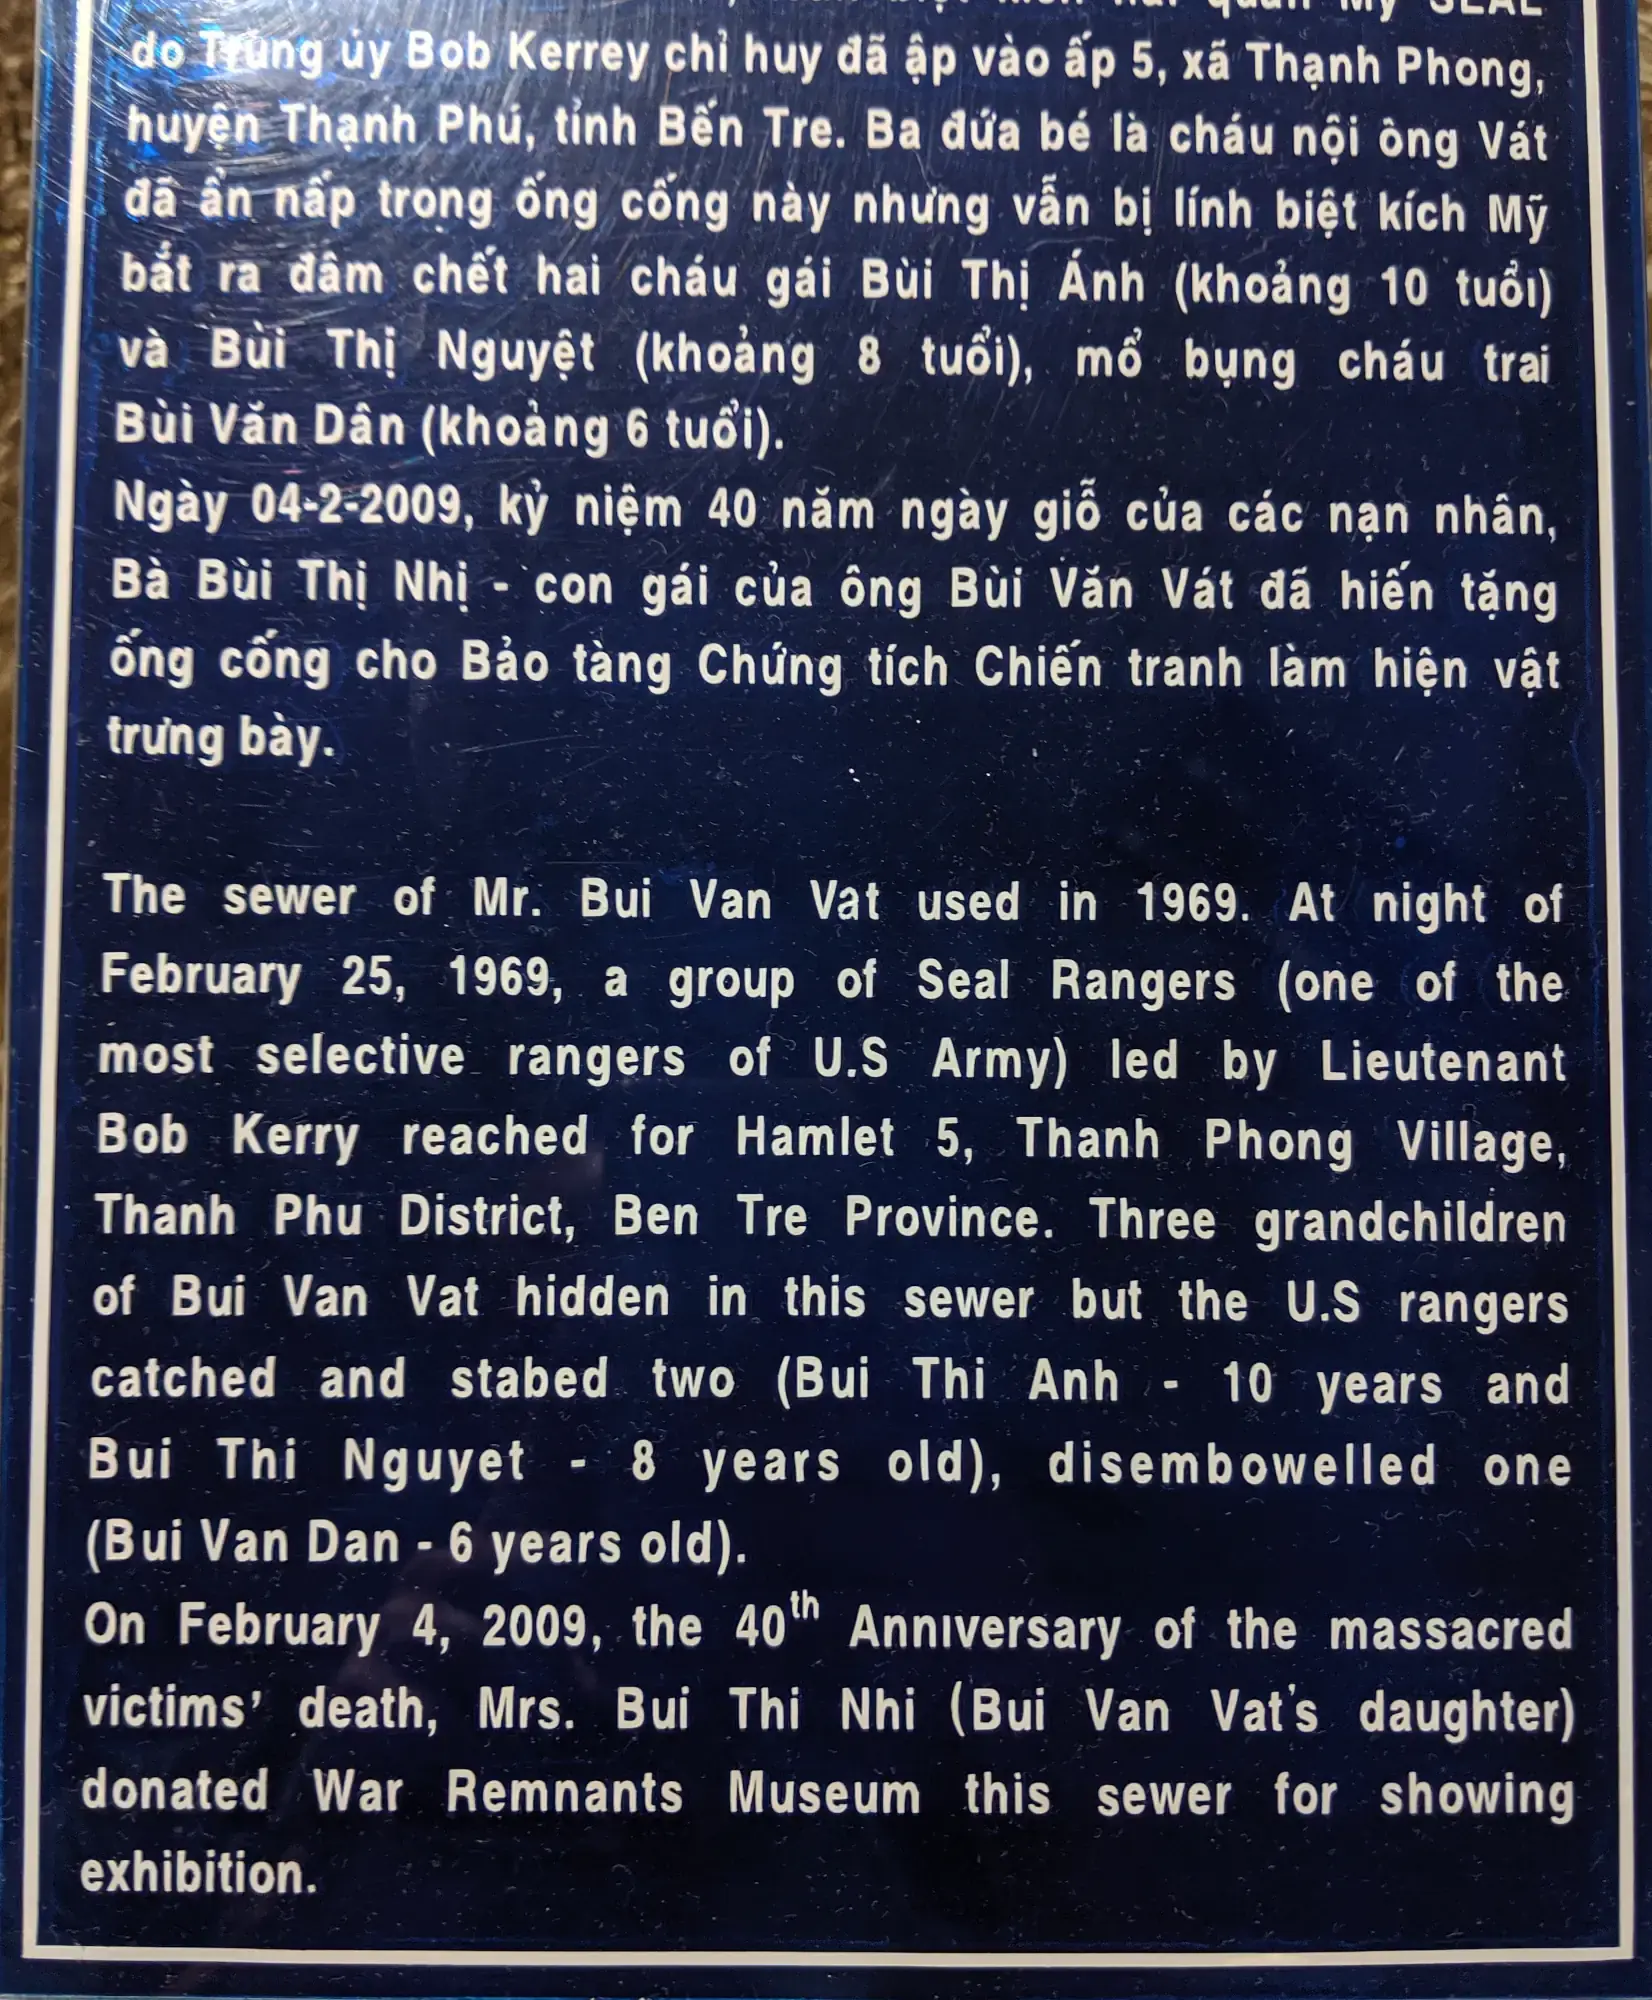 quân Mỹ SEAL
do Trung úy Bob Kerrey chỉ huy đã ập vào ấp 5, xã Thạnh Phong,
huyện Thạnh Phú, tỉnh Bến Tre. Ba đứa bé là cháu nội ông Vát
đã ẩn nấp trong ống cống này nhưng vẫn bị lính biệt kích Mỹ
bắt ra đâm chết hai cháu gái Bùi Thị Ánh (khoảng 10 tuổi)
và Bùi Thị Nguyệt (khoảng 8 tuổi), mổ bụng cháu trai
Bùi Văn Dân (khoảng 6 tuổi).
Ngày 04-2-2009, kỷ niệm 40 năm ngày giỗ của các nạn nhân,
Bà Bùi Thị Nhị - con gái của ông Bùi Văn Vát đã hiến tặng
ống cống cho Bảo tàng Chứng tích Chiến tranh làm hiện vật
trưng bày.
The sewer of Mr. Bui Van Vat used in 1969. At night of
February 25, 1969, a group of Seal Rangers (one of the
most selective rangers of U.S Army) led by Lieutenant
Bob Kerry reached for Hamlet 5, Thanh Phong Village,
Thanh Phu District, Ben Tre Province. Three grandchildren
of Bui Van Vat hidden in this sewer but the U.S rangers
catched and stabed two (Bui Thi Anh - 10 years and
Bui Thi Nguyet - 8 years old), disembowelled one
(Bui Van Dan - 6 years old).
On February 4, 2009, the 40th Anniversary of the massacred
victims' death, Mrs. Bui Thi Nhi (Bui Van Vat's daughter)
donated War Remnants Museum this sewer for showing
exhibition.